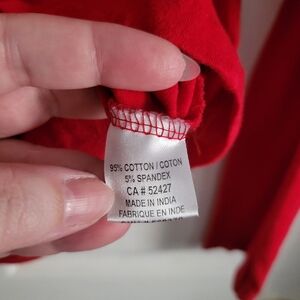 95% COTTON / COTON
5% SPANDEX
CA # 52427
MADE IN INDIA
FABRIQUE EN INDE